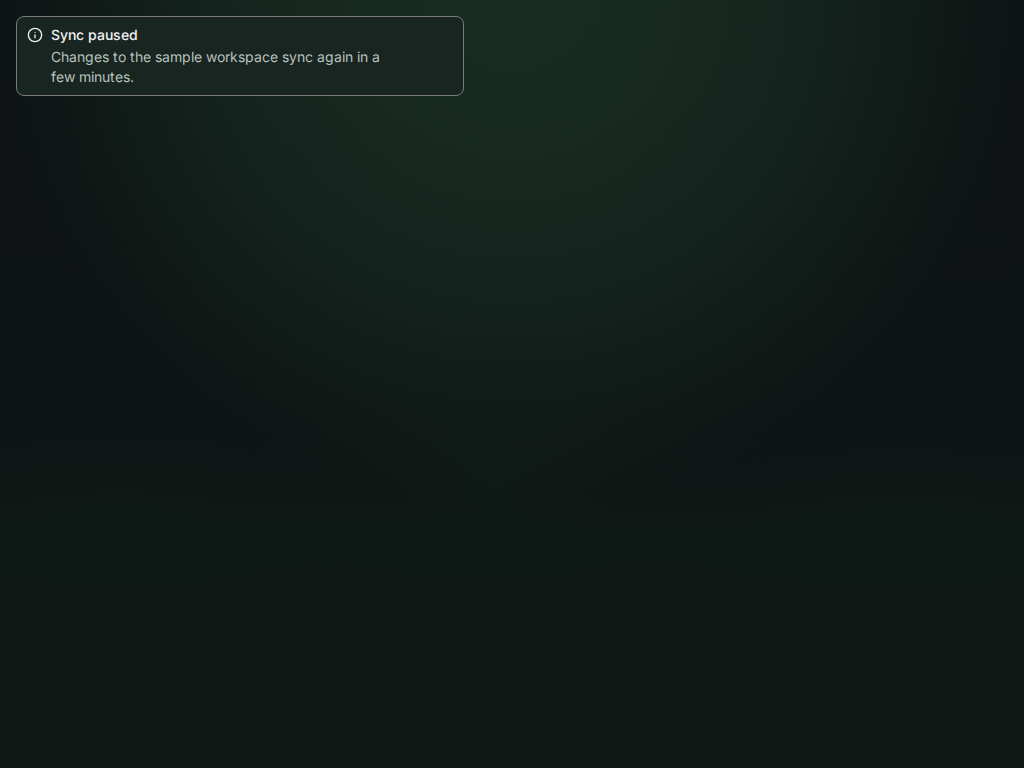 Sync paused
Changes to the sample workspace sync again in a
few minutes.